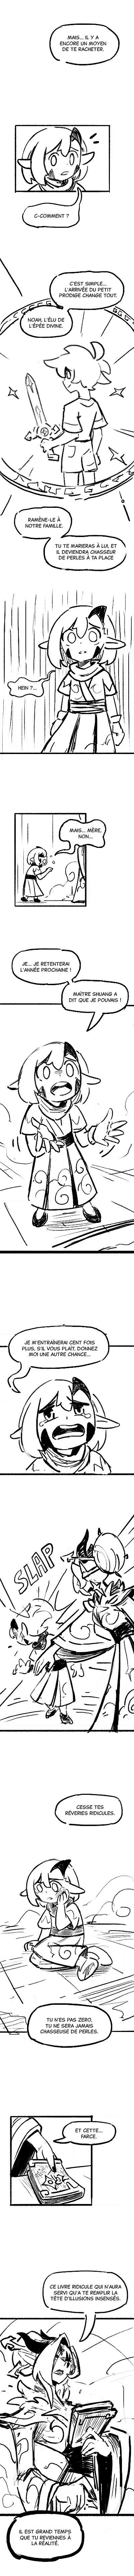 MAIS... IL Y A
ENCORE UN MOYEN
DE TE RACHETER.
C-COMMENT ?
C'EST SIMPLE...
L'ARRIVÉE DU PETIT
PRODIGE CHANGE TOUT.
NOAH, L'ÉLU DE
L'ÉPÉE DIVINE.
RAMÈNE-LE À
NOTRE FAMILLE.
TU TE MARIERAS À LUI, ET
IL DEVIENDRA CHASSEUR
DE PERLES À TA PLACE
HEIN ?...
MAIS... MÈRE.
NON...
JE... JE RETENTERAI
L'ANNÉE PROCHAINE !
MAÎTRE SHUANG A
DIT QUE JE POUVAIS !
JE M'ENTRAÎNERAI CENT FOIS
PLUS, S'IL VOUS PLAÎT, DONNEZ
MOI UNE AUTRE CHANCE...
SLAP
CESSE TES
RÊVERIES RIDICULES.
TU N'ES PAS ZERO,
TU NE SERA JAMAIS
CHASSEUSE DE PERLES.
ET CETTE...
FARCE.
CE LIVRE RIDICULE QUI N'AURA
SERVI QU'À TE REMPLIR LA
TÊTE D'ILLUSIONS INSENSÉS.
IL EST GRAND TEMPS
QUE TU REVIENNES À
LA RÉALITÉ.